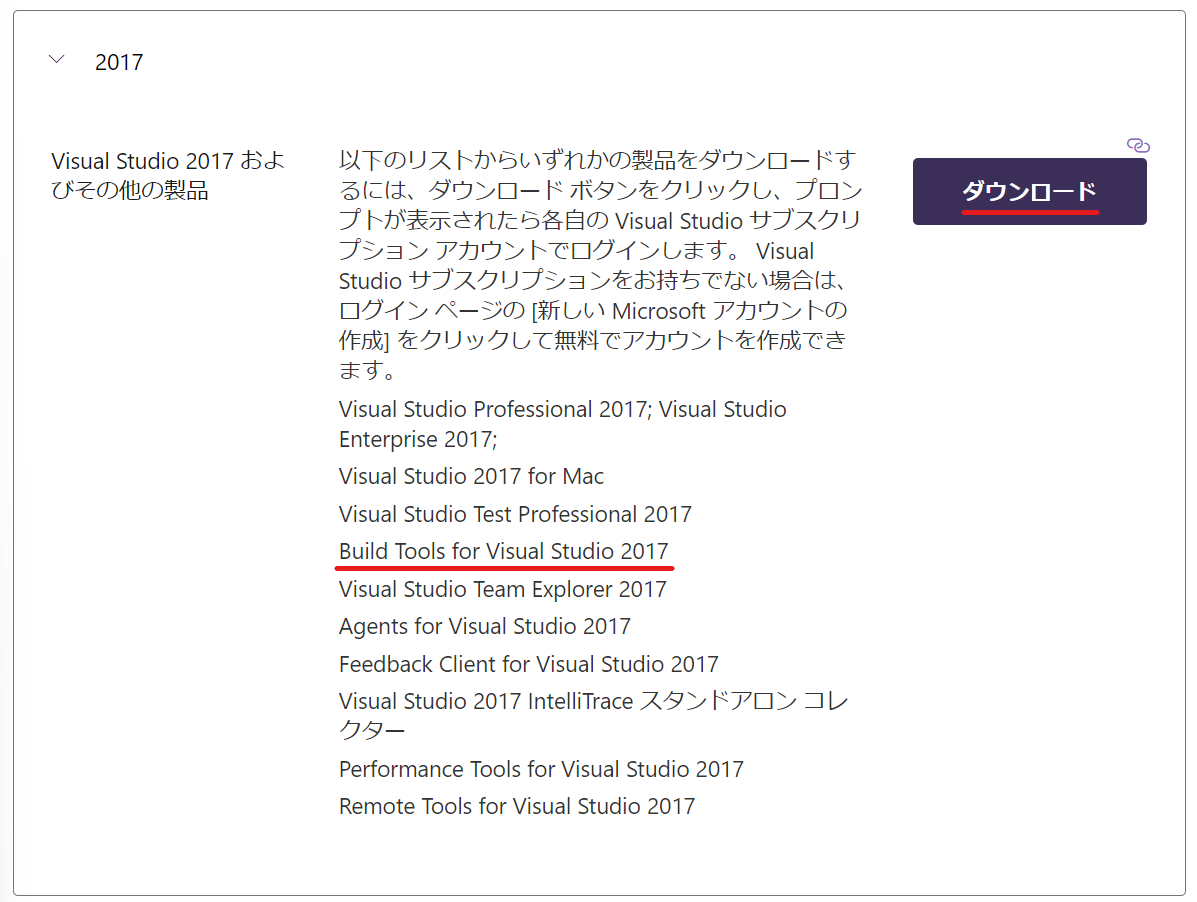 2017
Visual Studio 2017 およ
びその他の製品
以下のリストからいずれかの製品をダウンロードす
るには、ダウンロード ボタンをクリックし、プロン
プトが表示されたら各自の Visual Studio サブスクリ
プション アカウントでログインします。 Visual
Studio サブスクリプションをお持ちでない場合は、
ログイン ページの [新しい Microsoft アカウントの
作成] をクリックして無料でアカウントを作成でき
ます。
Visual Studio Professional 2017; Visual Studio
Enterprise 2017;
Visual Studio 2017 for Mac
Visual Studio Test Professional 2017
Build Tools for Visual Studio 2017
Visual Studio Team Explorer 2017
Agents for Visual Studio 2017
Feedback Client for Visual Studio 2017
Visual Studio 2017 IntelliTrace スタンドアロン コレ
クター
Performance Tools for Visual Studio 2017
Remote Tools for Visual Studio 2017
ダウンロード